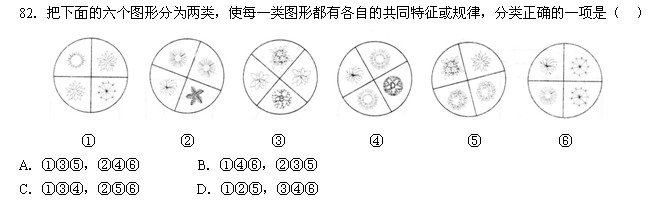 82. 把下面的六个图形分为两类，使每一类图形都有各自的共同特征或规律，分类正确的一项是（ ）
① ② ③ ④ ⑤ ⑥
A. ①③⑤，②④⑥ B. ①④⑥，②③⑤
C. ①③④，②⑤⑥ D. ①②⑤，③④⑥